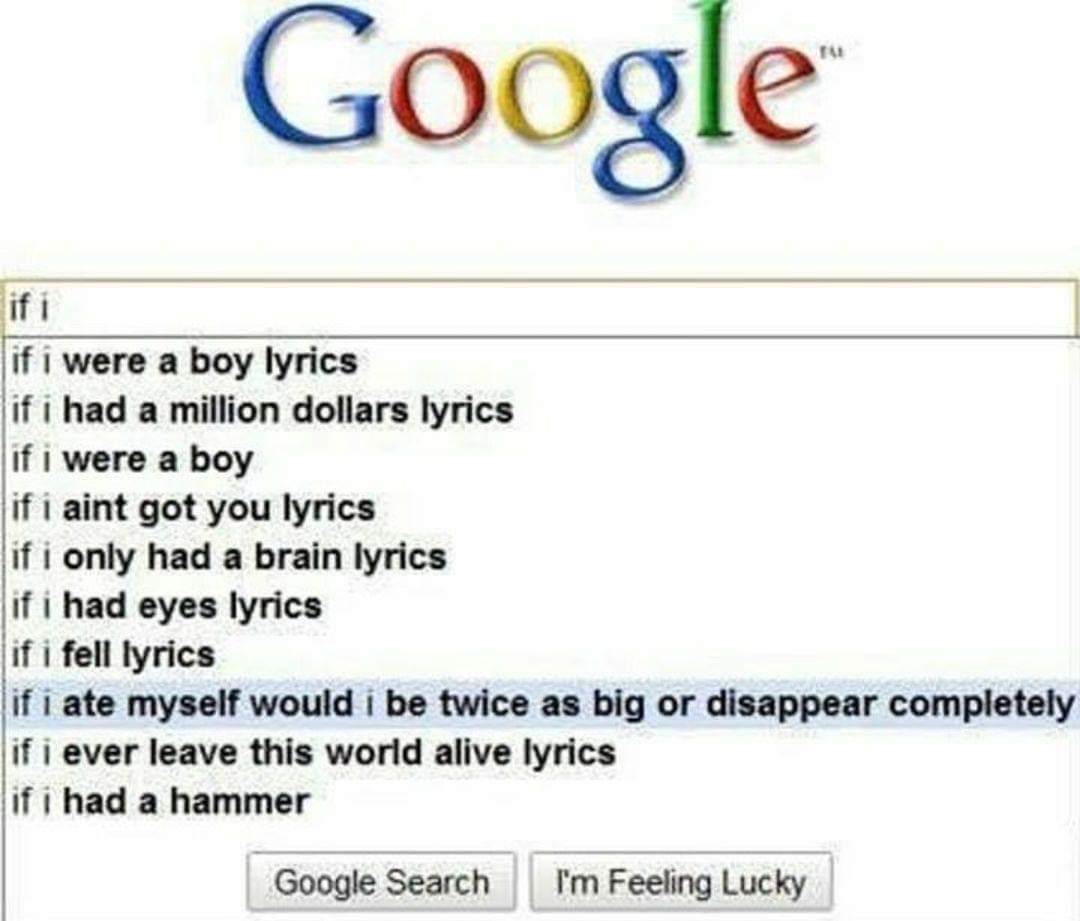 Google™
if i
if i were a boy lyrics
if i had a million dollars lyrics
if i were a boy
if i aint got you lyrics
if i only had a brain lyrics
if i had eyes lyrics
if i fell lyrics
if i ate myself would i be twice as big or disappear completely
if i ever leave this world alive lyrics
if i had a hammer
Google Search I'm Feeling Lucky